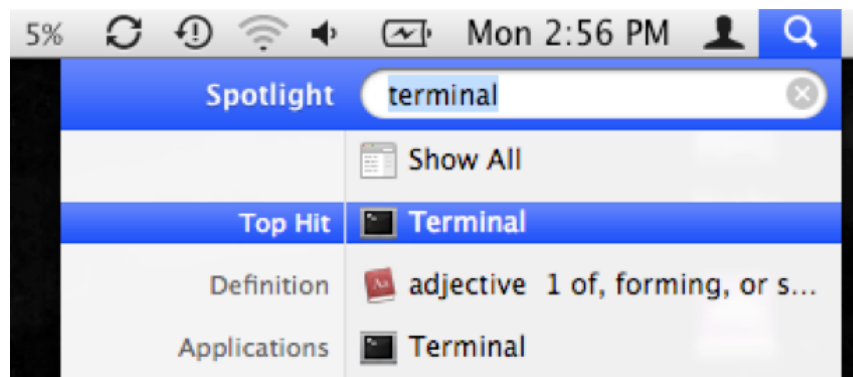 5% Mon 2:56 PM
Spotlight terminal
Show All
Top Hit Terminal
Definition adjective 1 of, forming, or s...
Applications Terminal